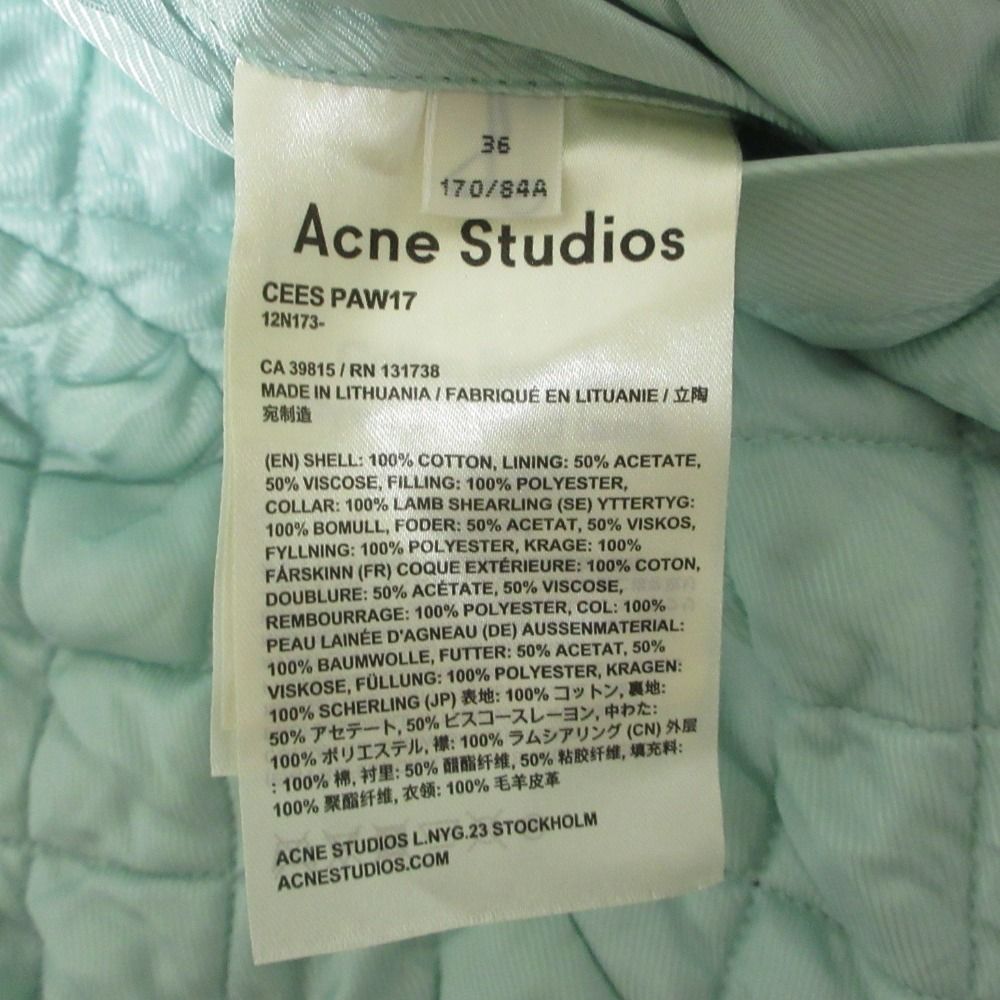 36
170/84A
Acne Studios
CEES PAW17
12N173-
CA 39815 / RN 131738
MADE IN LITHUANIA / FABRIQUÉ EN LITUANIE / 立陶
宛制造
(EN) SHELL: 100% COTTON, LINING: 50% ACETATE,
50% VISCOSE, FILLING: 100% POLYESTER,
COLLAR: 100% LAMB SHEARLING (SE) YTTERTYG:
100% BOMULL, FODER: 50% ACETAT, 50% VISKOS,
FYLLNING: 100% POLYESTER, KRAGE: 100%
FÅRSKINN (FR) COQUE EXTÉRIEURE: 100% COTON,
DOUBLURE: 50% ACÉTATE, 50% VISCOSE,
REMBOURRAGE: 100% POLYESTER, COL: 100%
PEAU LAINÉE D'AGNEAU (DE) AUSSENMATERIAL:
100% BAUMWOLLE, FUTTER: 50% ACETAT, 50%
VISKOSE, FÜLLUNG: 100% POLYESTER, KRAGEN:
100% SCHERLING (JP) 表地: 100% コットン, 裏地:
50% アセテート, 50% ビスコースレーヨン, 中わた:
100% ポリエステル, 襟: 100% ラムシアリング (CN) 外层
: 100% 棉, 衬里: 50% 醋酯纤维, 50% 粘胶纤维, 填充料:
100% 聚酯纤维, 衣领: 100% 毛羊皮革
ACNE STUDIOS L.NYG.23 STOCKHOLM
ACNESTUDIOS.COM